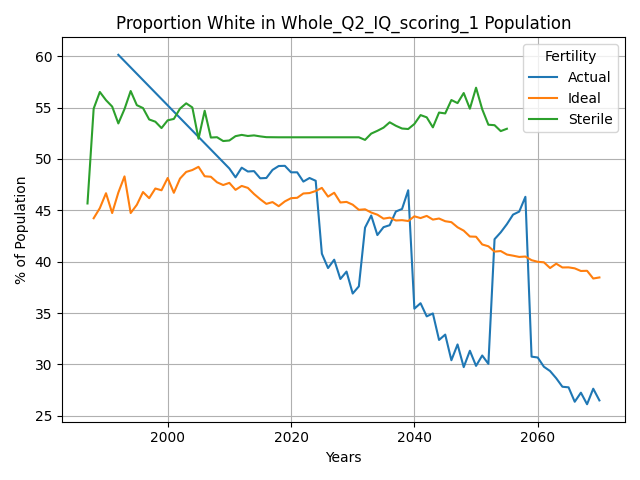 Proportion White in Whole_Q2_IQ_scoring_1 Population
Fertility
Actual
Ideal
Sterile
% of Population
60
55
50
45
40
35
30
25
2000
2020
2040
2060
Years